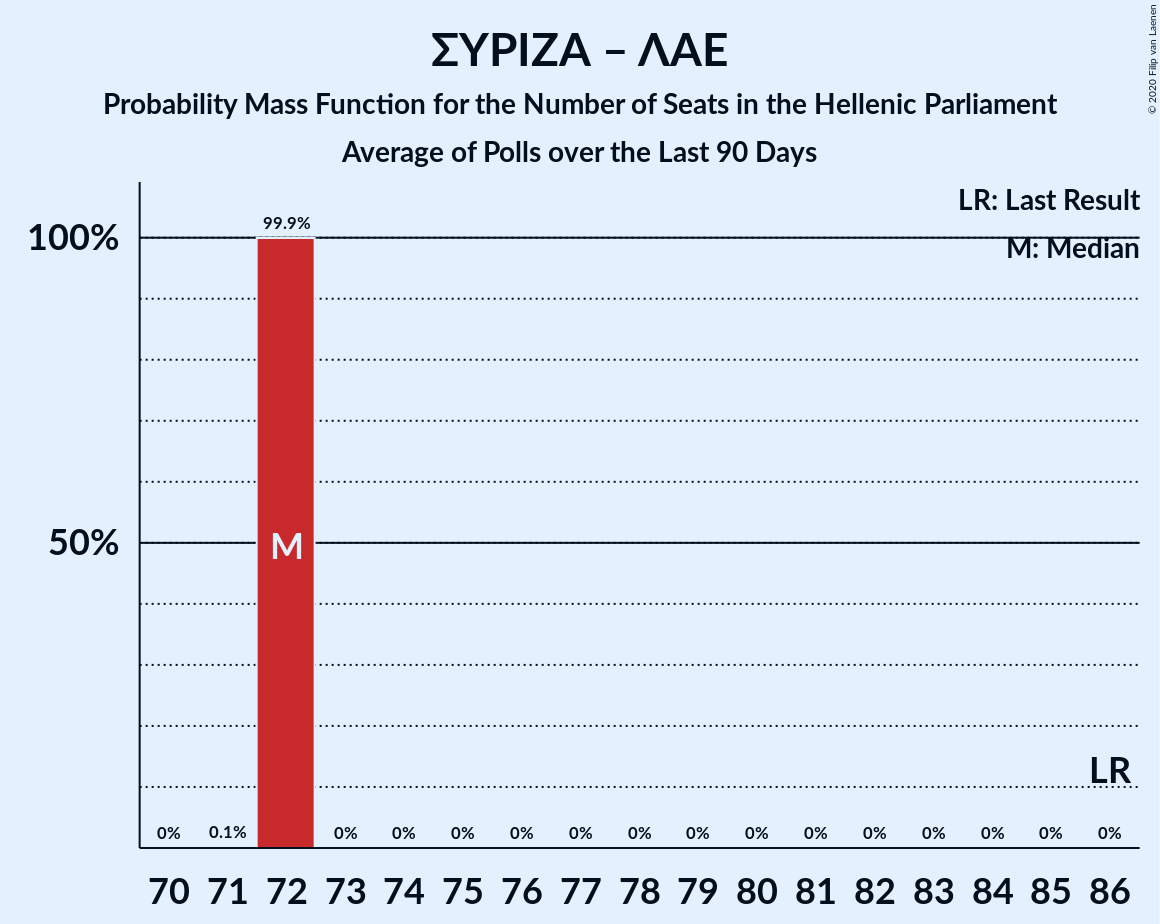 ΣΥΡΙΖΑ – ΛΑΕ
Probability Mass Function for the Number of Seats in the Hellenic Parliament
Average of Polls over the Last 90 Days
© 2020 Filip van Laenen
LR: Last Result
M: Median
100%
50%
99.9%
M
LR
0% 0.1% 0% 0% 0% 0% 0% 0% 0% 0% 0% 0% 0% 0% 0% 0%
70 71 72 73 74 75 76 77 78 79 80 81 82 83 84 85 86